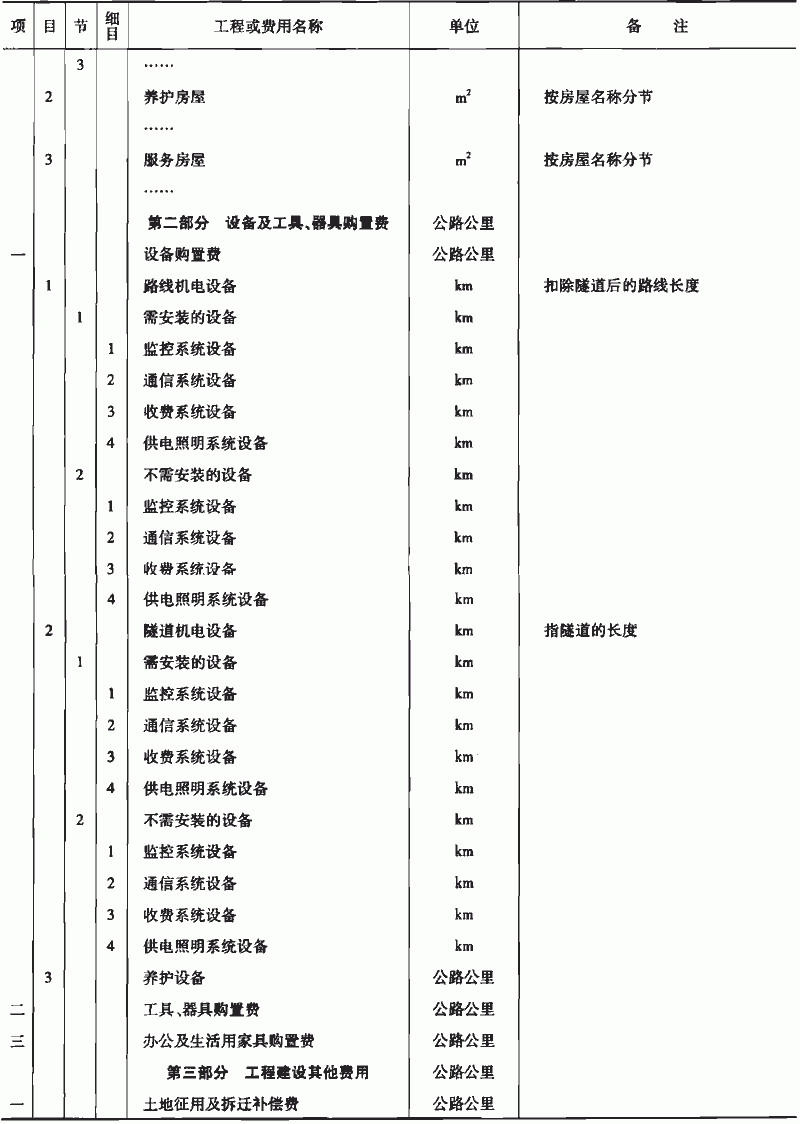 项 目 节 细目 工程或费用名称 单位 备 注
3 ……
2 养护房屋 m² 按房屋名称分节
……
3 服务房屋 m² 按房屋名称分节
……
第二部分 设备及工具、器具购置费 公路公里
一 设备购置费 公路公里
1 路线机电设备 km 扣除隧道后的路线长度
1 需安装的设备 km
1 监控系统设备 km
2 通信系统设备 km
3 收费系统设备 km
4 供电照明系统设备 km
2 不需安装的设备 km
1 监控系统设备 km
2 通信系统设备 km
3 收费系统设备 km
4 供电照明系统设备 km
2 隧道机电设备 km 指隧道的长度
1 需安装的设备 km
1 监控系统设备 km
2 通信系统设备 km
3 收费系统设备 km
4 供电照明系统设备 km
2 不需安装的设备 km
1 监控系统设备 km
2 通信系统设备 km
3 收费系统设备 km
4 供电照明系统设备 km
3 养护设备 公路公里
二 工具、器具购置费 公路公里
三 办公及生活用家具购置费 公路公里
第三部分 工程建设其他费用 公路公里
一 土地征用及拆迁补偿费 公路公里